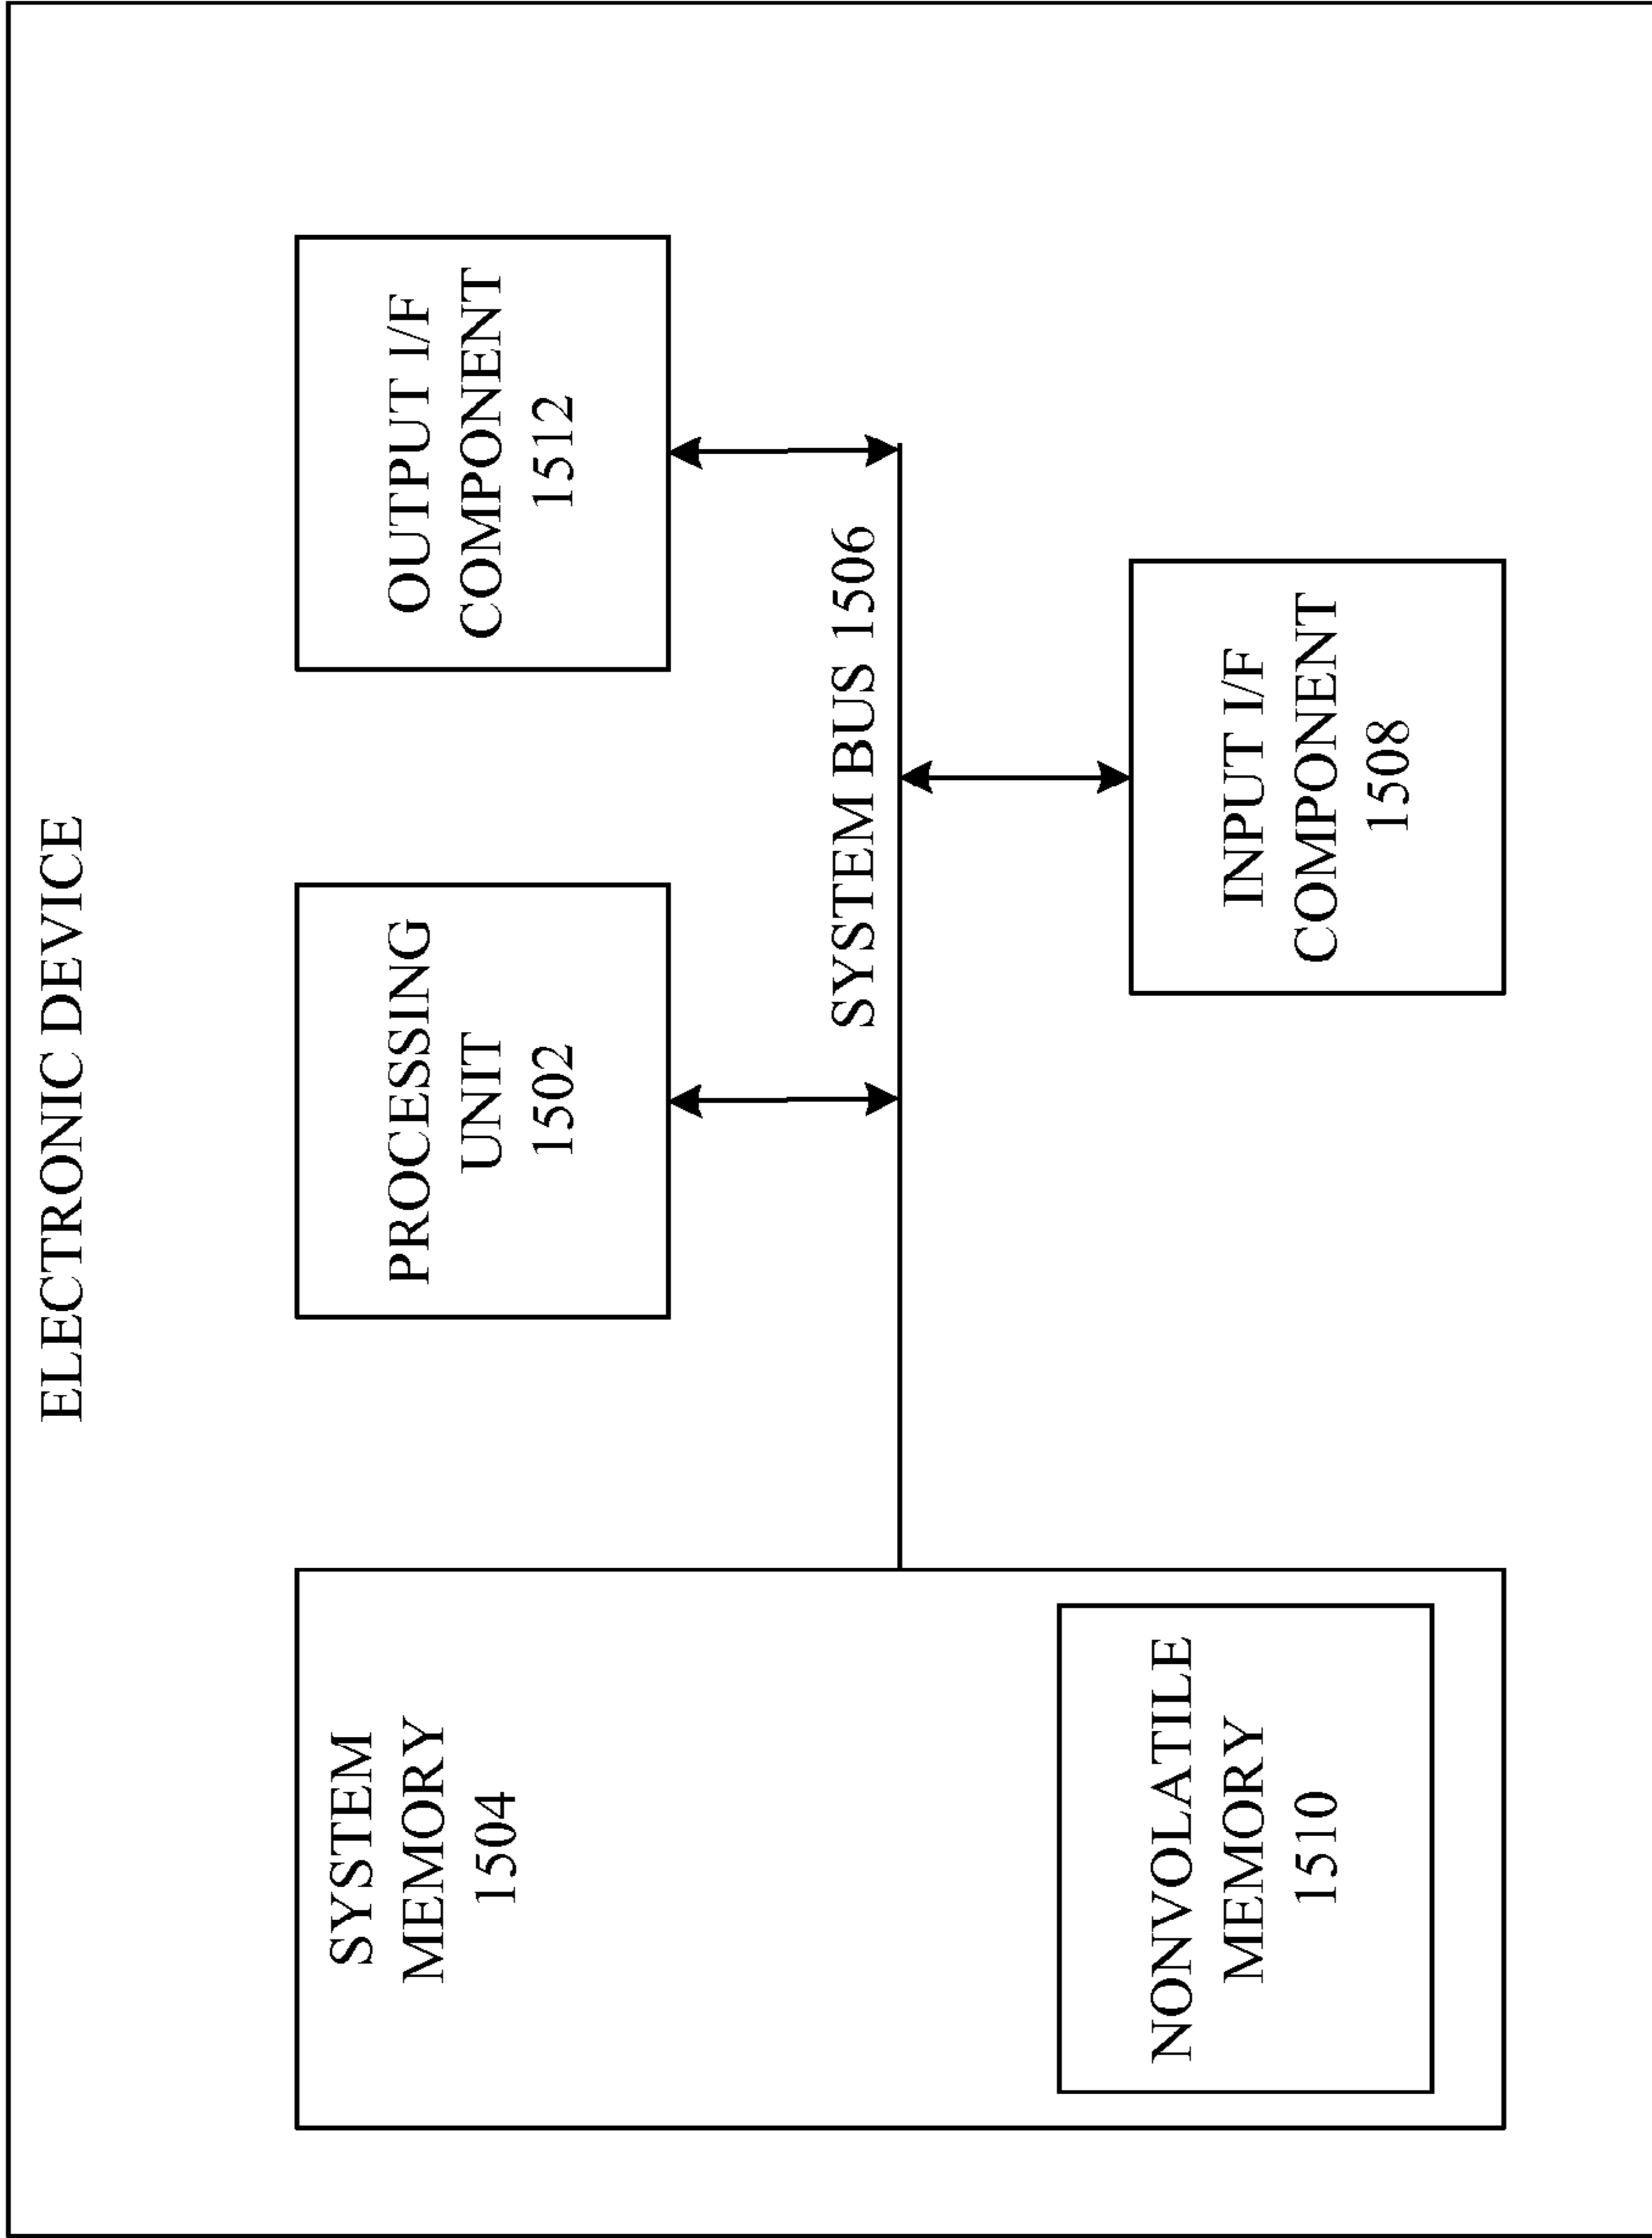 ELECTRONIC DEVICE
SYSTEM
MEMORY
1504
NONVOLATILE
MEMORY
1510
PROCESSING
UNIT
1502
OUTPUT I/F
COMPONENT
1512
SYSTEM BUS 1506
INPUT I/F
COMPONENT
1508